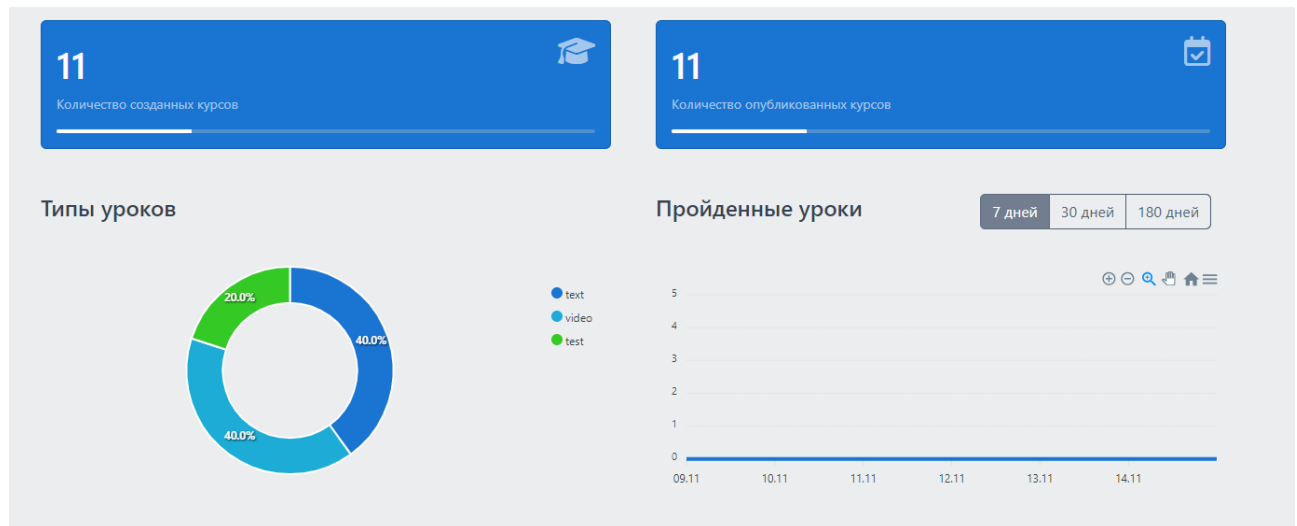 11
Количество созданных курсов
11
Количество опубликованных курсов
Типы уроков
20.0%
40.0%
40.0%
text
video
test
Пройденные уроки
7 дней 30 дней 180 дней
5
4
3
2
1
0
09.11 10.11 11.11 12.11 13.11 14.11